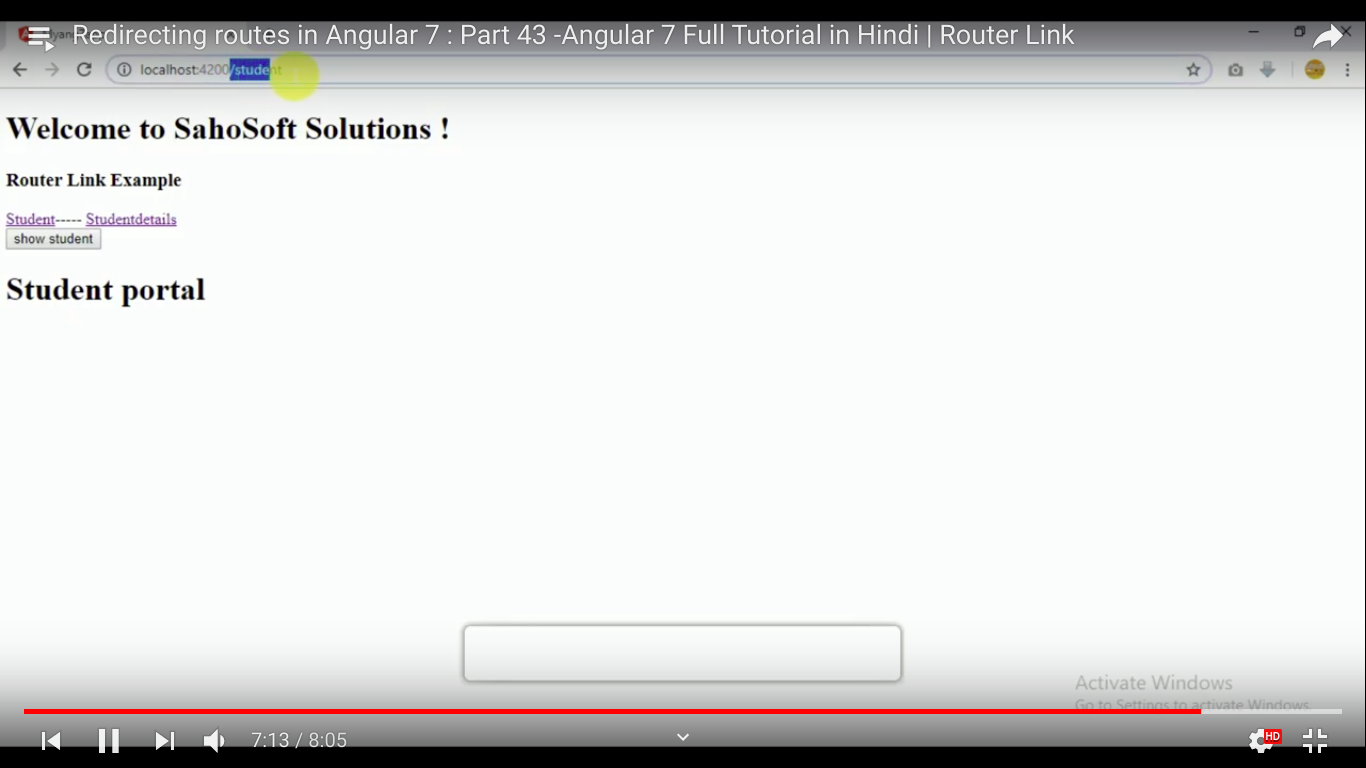 Redirecting routes in Angular 7 : Part 43 -Angular 7 Full Tutorial in Hindi | Router Link
localhost:4200/student
Welcome to SahoSoft Solutions !
Router Link Example
Student----- Studentdetails
show student
Student portal
Activate Windows
Go to Settings to activate Windows.
7:13 / 8:05
HD